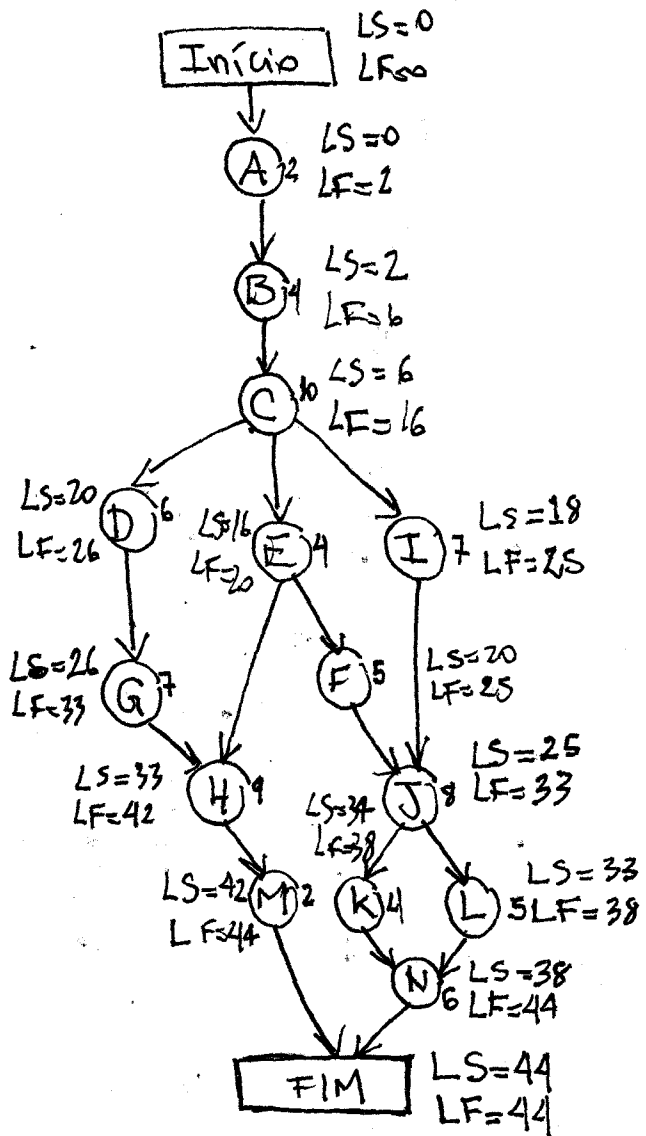 LS=0
Início
LF=0
LS=0
A 2
LF=2
LS=2
B 4
LF=6
LS=6
C 10
LF=16
LS=20
D 6
LF=26
LS=16
E 4
LF=20
LS=18
I 7
LF=25
LS=26
G 7
LF=33
F 5
LS=20
LF=25
LS=33
H 9
LF=42
LS=25
J 8
LF=33
LS=34
LF=38
K 4
LS=33
L 5
LF=38
LS=42
M 2
LF=44
LS=38
N 6
LF=44
FIM
LS=44
LF=44